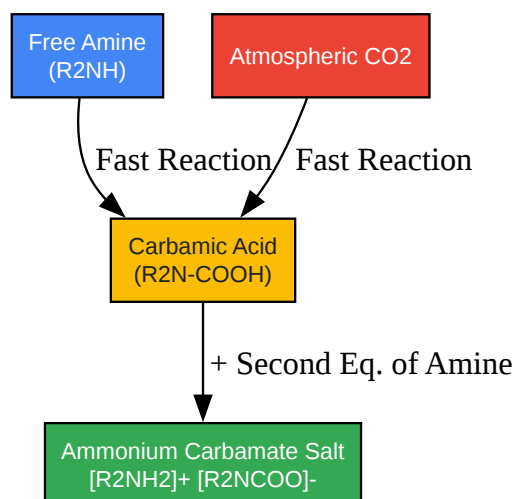 Free Amine
(R2NH)
Atmospheric CO2
Fast Reaction
Fast Reaction
Carbamic Acid
(R2N-COOH)
+ Second Eq. of Amine
Ammonium Carbamate Salt
[R2NH2]+ [R2NCOO]-